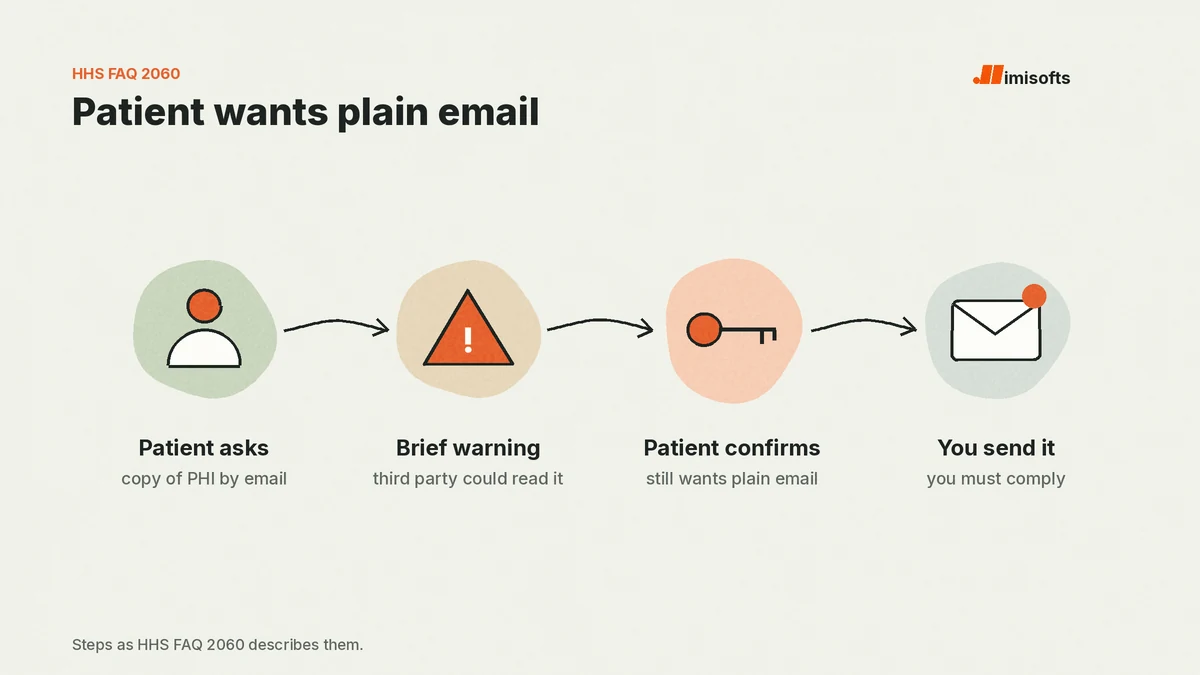 HHS FAQ 2060
imisofts
Patient wants plain email
!
Patient asks
copy of PHI by email
Brief warning
third party could read it
Patient confirms
still wants plain email
You send it
you must comply
Steps as HHS FAQ 2060 describes them.